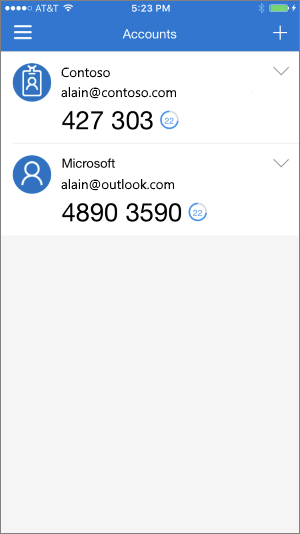 AT&T 5:23 PM
Accounts
Contoso
alain@contoso.com
427 303 22
Microsoft
alain@outlook.com
4890 3590 22